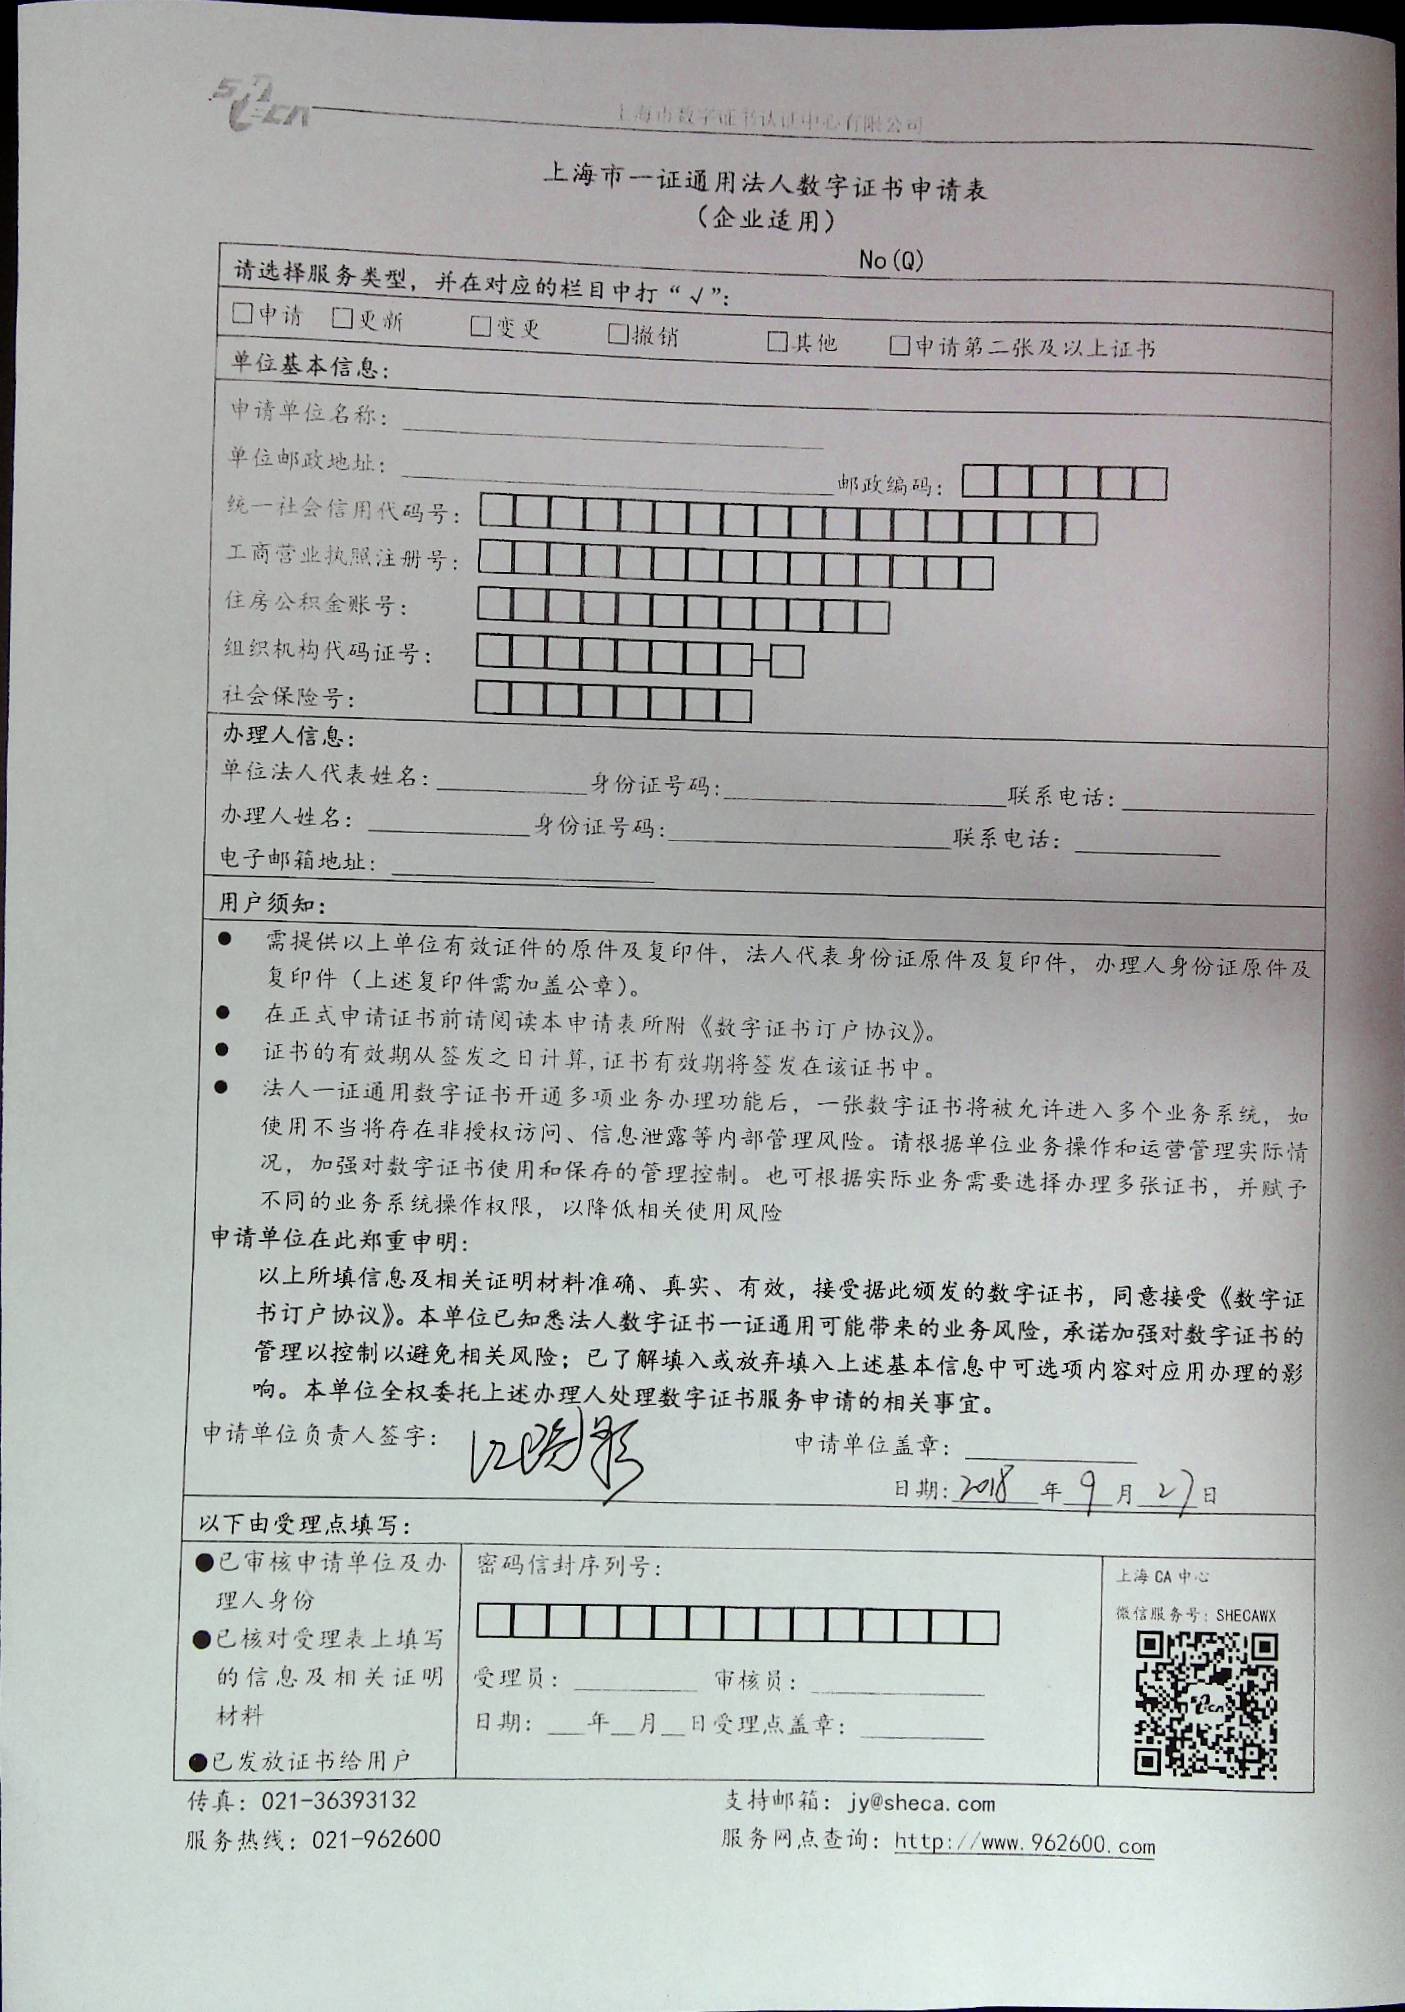 SHECA
上海市数字证书认证中心有限公司
上海市一证通用法人数字证书申请表
（企业适用）
No(Q)
请选择服务类型，并在对应的栏目中打“√”：
□申请 □更新 □变更 □撤销 □其他 □申请第二张及以上证书
单位基本信息：
申请单位名称：
单位邮政地址： 邮政编码：
统一社会信用代码号：
工商营业执照注册号：
住房公积金账号：
组织机构代码证号：
社会保险号：
办理人信息：
单位法人代表姓名： 身份证号码： 联系电话：
办理人姓名： 身份证号码： 联系电话：
电子邮箱地址：
用户须知：
● 需提供以上单位有效证件的原件及复印件，法人代表身份证原件及复印件，办理人身份证原件及
复印件（上述复印件需加盖公章）。
● 在正式申请证书前请阅读本申请表所附《数字证书订户协议》。
● 证书的有效期从签发之日计算,证书有效期将签发在该证书中。
● 法人一证通用数字证书开通多项业务办理功能后，一张数字证书将被允许进入多个业务系统，如
使用不当将存在非授权访问、信息泄露等内部管理风险。请根据单位业务操作和运营管理实际情
况，加强对数字证书使用和保存的管理控制。也可根据实际业务需要选择办理多张证书，并赋予
不同的业务系统操作权限，以降低相关使用风险
申请单位在此郑重申明：
以上所填信息及相关证明材料准确、真实、有效，接受据此颁发的数字证书，同意接受《数字证
书订户协议》。本单位已知悉法人数字证书一证通用可能带来的业务风险，承诺加强对数字证书的
管理以控制以避免相关风险；已了解填入或放弃填入上述基本信息中可选项内容对应用办理的影
响。本单位全权委托上述办理人处理数字证书服务申请的相关事宜。
申请单位负责人签字： 申请单位盖章：
日期：2018 年 9 月 27 日
以下由受理点填写：
●已审核申请单位及办
理人身份
●已核对受理表上填写
的信息及相关证明
材料
●已发放证书给用户
密码信封序列号：
受理员： 审核员：
日期： 年 月 日受理点盖章：
上海 CA 中心
微信服务号：SHECAWX
传真：021-36393132 支持邮箱：jy@sheca.com
服务热线：021-962600 服务网点查询：http://www.962600.com